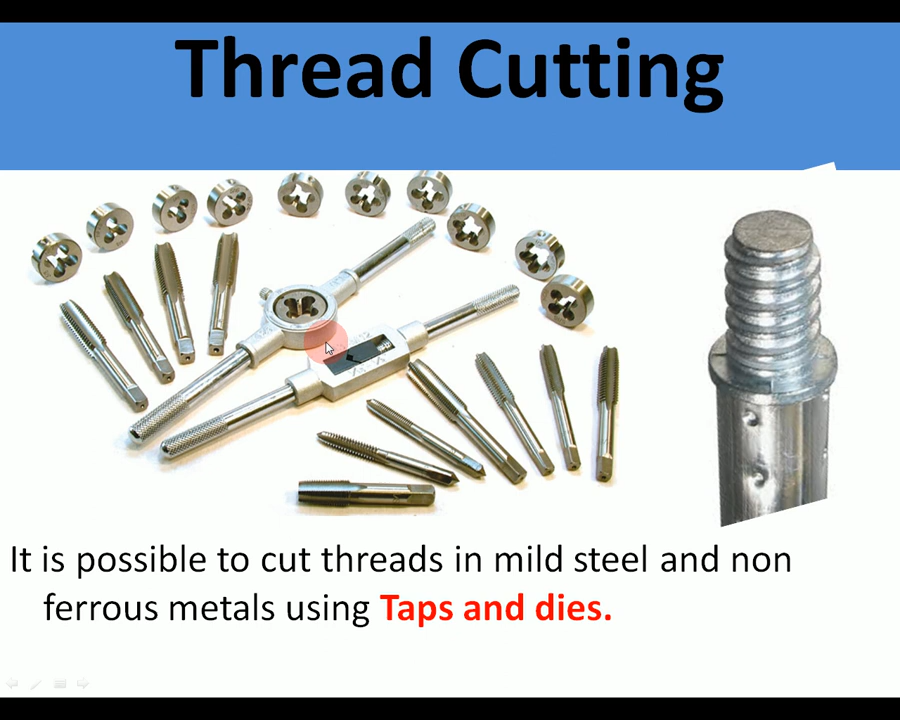 Thread Cutting
It is possible to cut threads in mild steel and non
ferrous metals using Taps and dies.